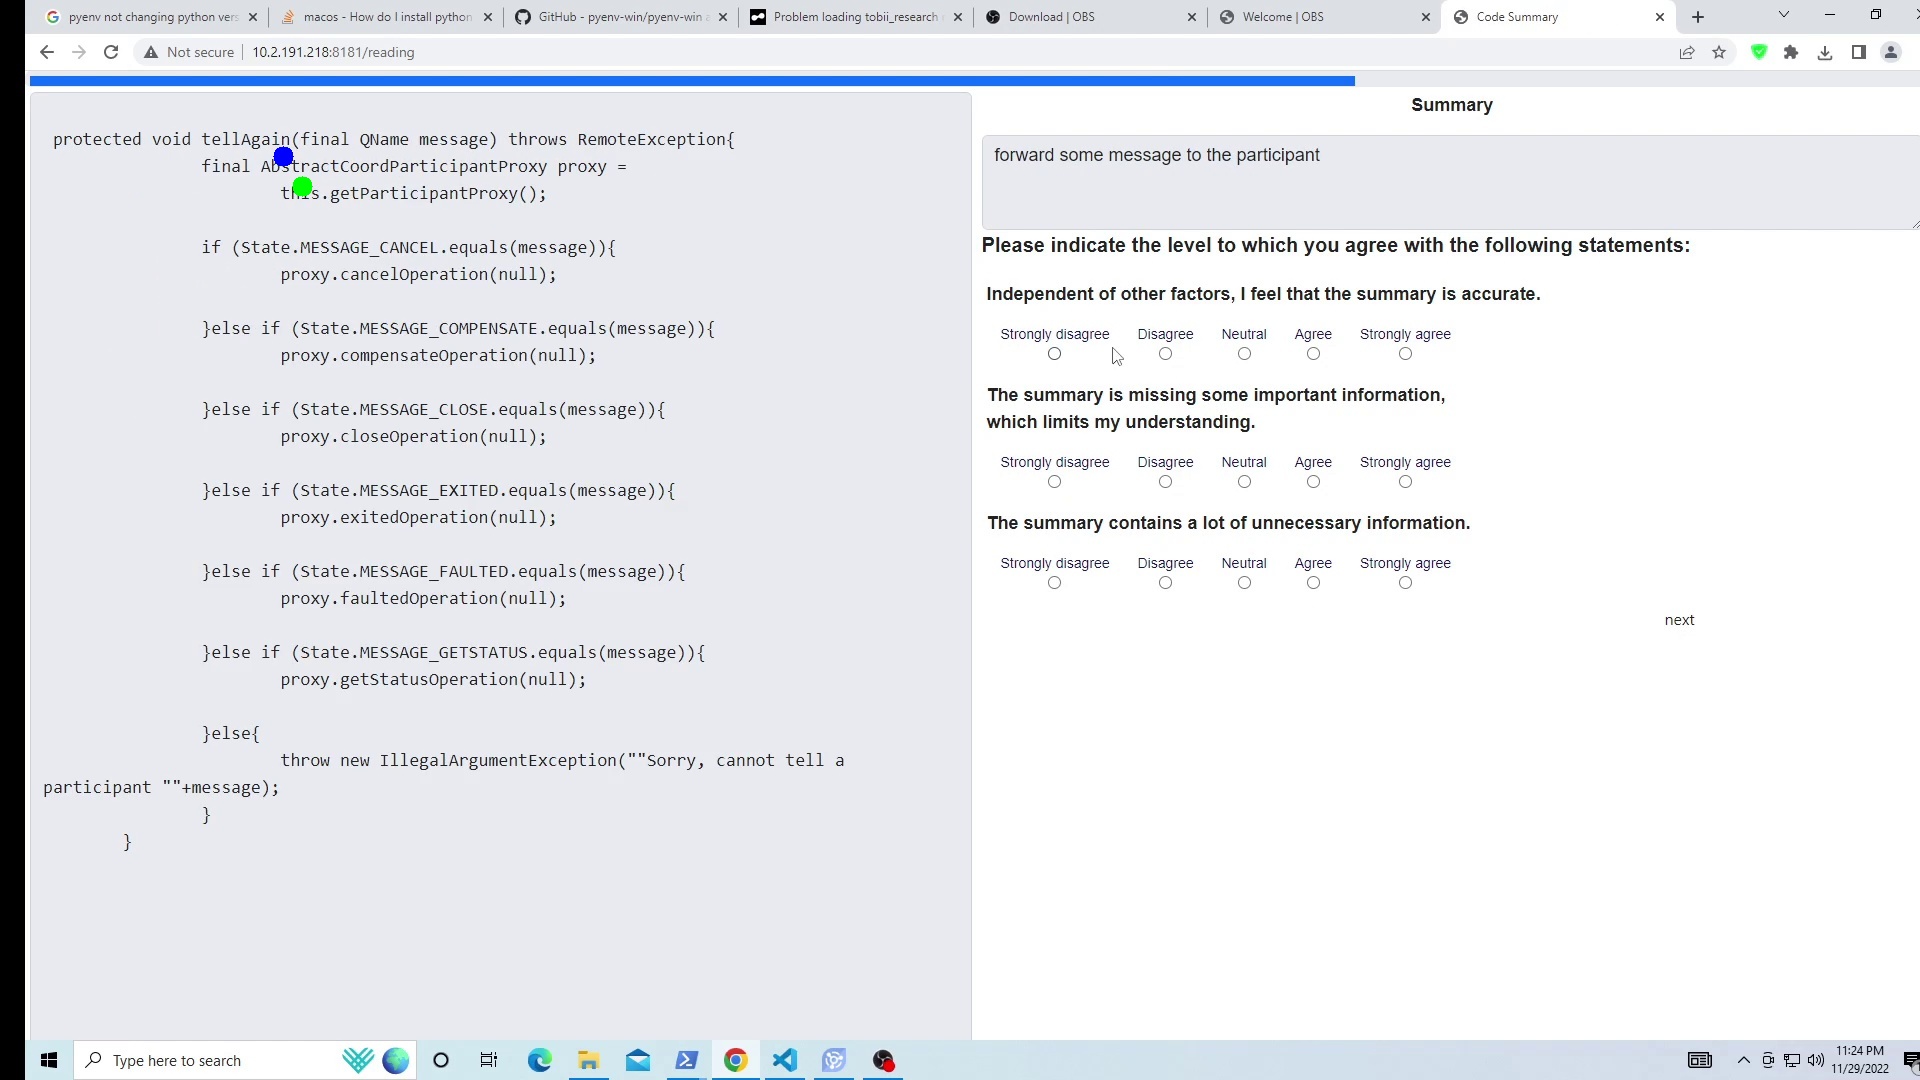 pyenv not changing python vers
macos - How do I install python
GitHub - pyenv-win/pyenv-win
Problem loading tobii_research
Download | OBS
Welcome | OBS
Code Summary
Not secure
10.2.191.218:8181/reading
protected void tellAgain(final QName message) throws RemoteException{
final AbstractCoordParticipantProxy proxy =
this.getParticipantProxy();
if (State.MESSAGE_CANCEL.equals(message)){
proxy.cancelOperation(null);
}else if (State.MESSAGE_COMPENSATE.equals(message)){
proxy.compensateOperation(null);
}else if (State.MESSAGE_CLOSE.equals(message)){
proxy.closeOperation(null);
}else if (State.MESSAGE_EXITED.equals(message)){
proxy.exitedOperation(null);
}else if (State.MESSAGE_FAULTED.equals(message)){
proxy.faultedOperation(null);
}else if (State.MESSAGE_GETSTATUS.equals(message)){
proxy.getStatusOperation(null);
}else{
throw new IllegalArgumentException(""Sorry, cannot tell a
participant ""+message);
}
}
Summary
forward some message to the participant
Please indicate the level to which you agree with the following statements:
Independent of other factors, I feel that the summary is accurate.
Strongly disagree Disagree Neutral Agree Strongly agree
The summary is missing some important information,
which limits my understanding.
Strongly disagree Disagree Neutral Agree Strongly agree
The summary contains a lot of unnecessary information.
Strongly disagree Disagree Neutral Agree Strongly agree
next
Type here to search
11:24 PM
11/29/2022